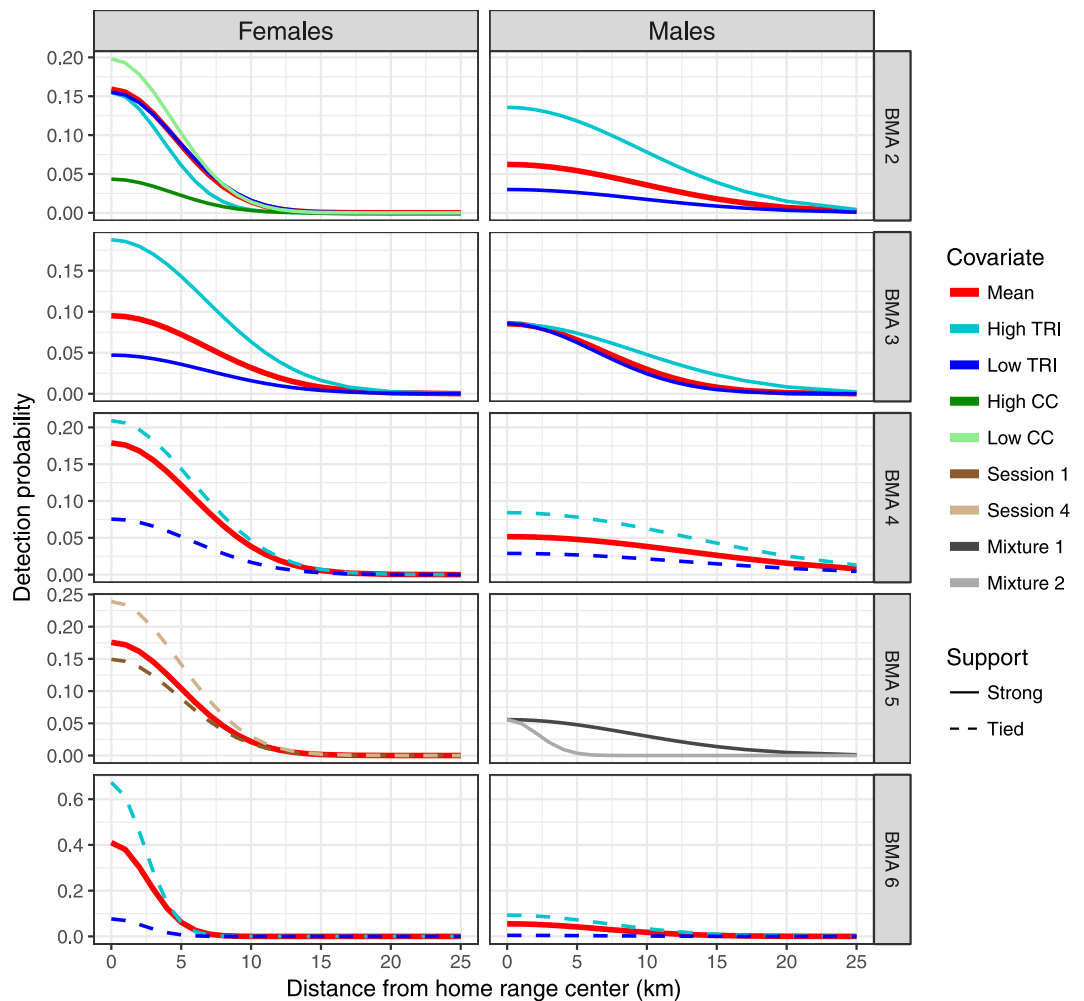 Females
Males
0.20
0.15
0.10
0.05
0.00
BMA 2
0.15
0.10
0.05
0.00
BMA 3
0.20
0.15
0.10
0.05
0.00
BMA 4
0.25
0.20
0.15
0.10
0.05
0.00
BMA 5
0.6
0.4
0.2
0.0
BMA 6
0 5 10 15 20 25
0 5 10 15 20 25
Distance from home range center (km)
Detection probability
Covariate
Mean
High TRI
Low TRI
High CC
Low CC
Session 1
Session 4
Mixture 1
Mixture 2
Support
Strong
Tied